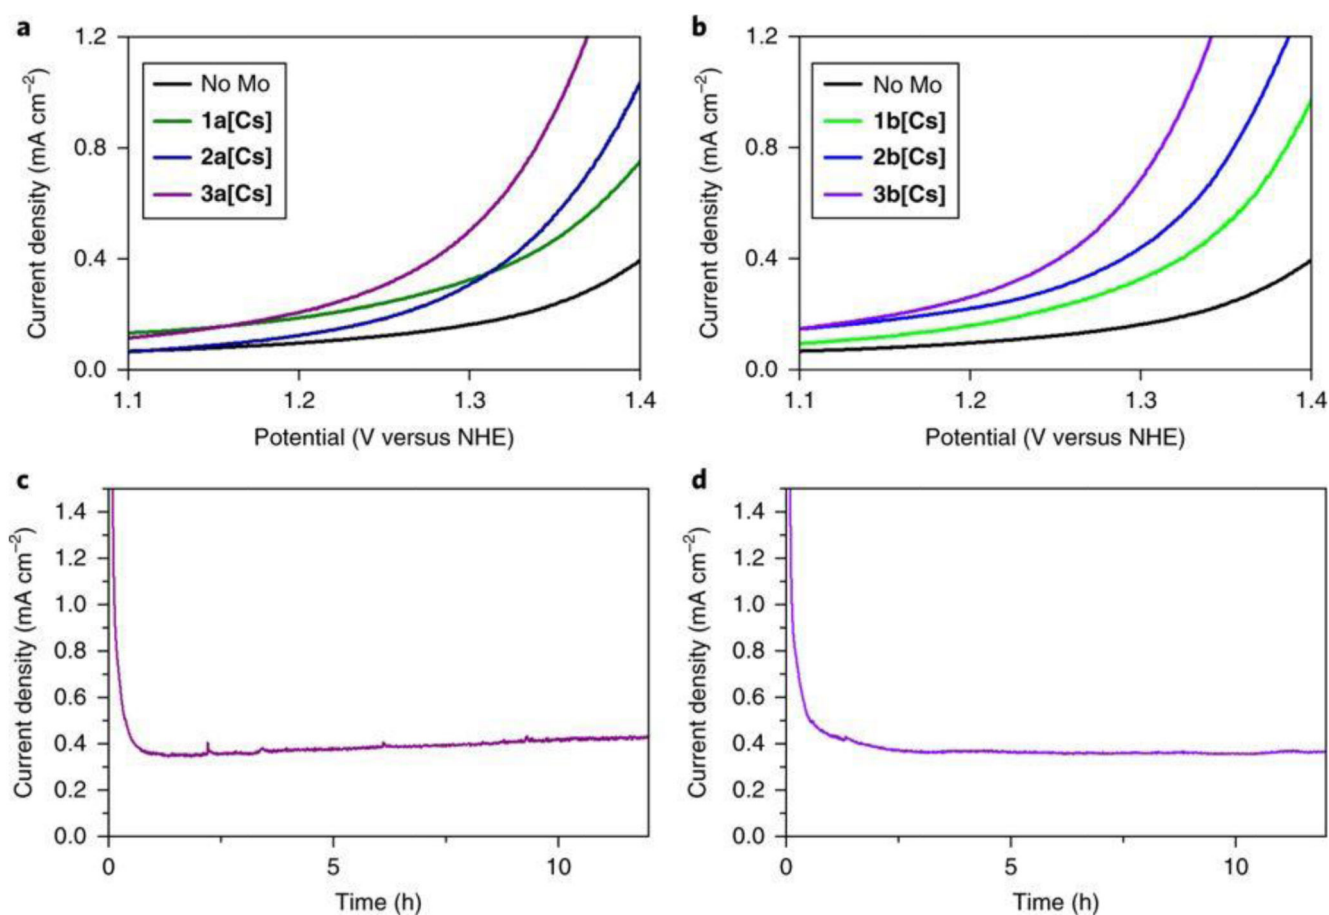 a
1.2
0.8
0.4
0.0
Current density (mA cm⁻²)
No Mo
1a[Cs]
2a[Cs]
3a[Cs]
1.1
1.2
1.3
1.4
Potential (V versus NHE)
b
1.2
0.8
0.4
0.0
Current density (mA cm⁻²)
No Mo
1b[Cs]
2b[Cs]
3b[Cs]
1.1
1.2
1.3
1.4
Potential (V versus NHE)
c
1.4
1.2
1.0
0.8
0.6
0.4
0.2
0.0
Current density (mA cm⁻²)
0
5
10
Time (h)
d
1.4
1.2
1.0
0.8
0.6
0.4
0.2
0.0
Current density (mA cm⁻²)
0
5
10
Time (h)